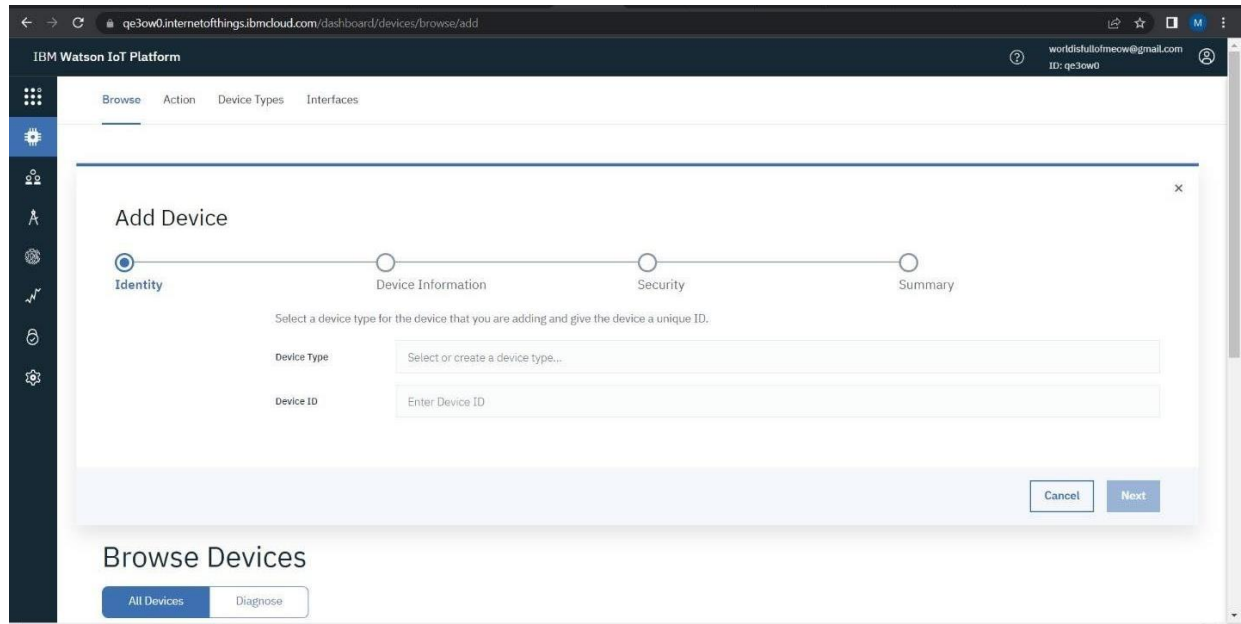 qe3ow0.internetofthings.ibmcloud.com/dashboard/devices/browse/add
M
IBM Watson IoT Platform
worldisfullofmeow@gmail.com
ID: qe3ow0
Browse Action Device Types Interfaces
Add Device
Identity Device Information Security Summary
Select a device type for the device that you are adding and give the device a unique ID.
Device Type Select or create a device type...
Device ID Enter Device ID
Cancel Next
Browse Devices
All Devices Diagnose